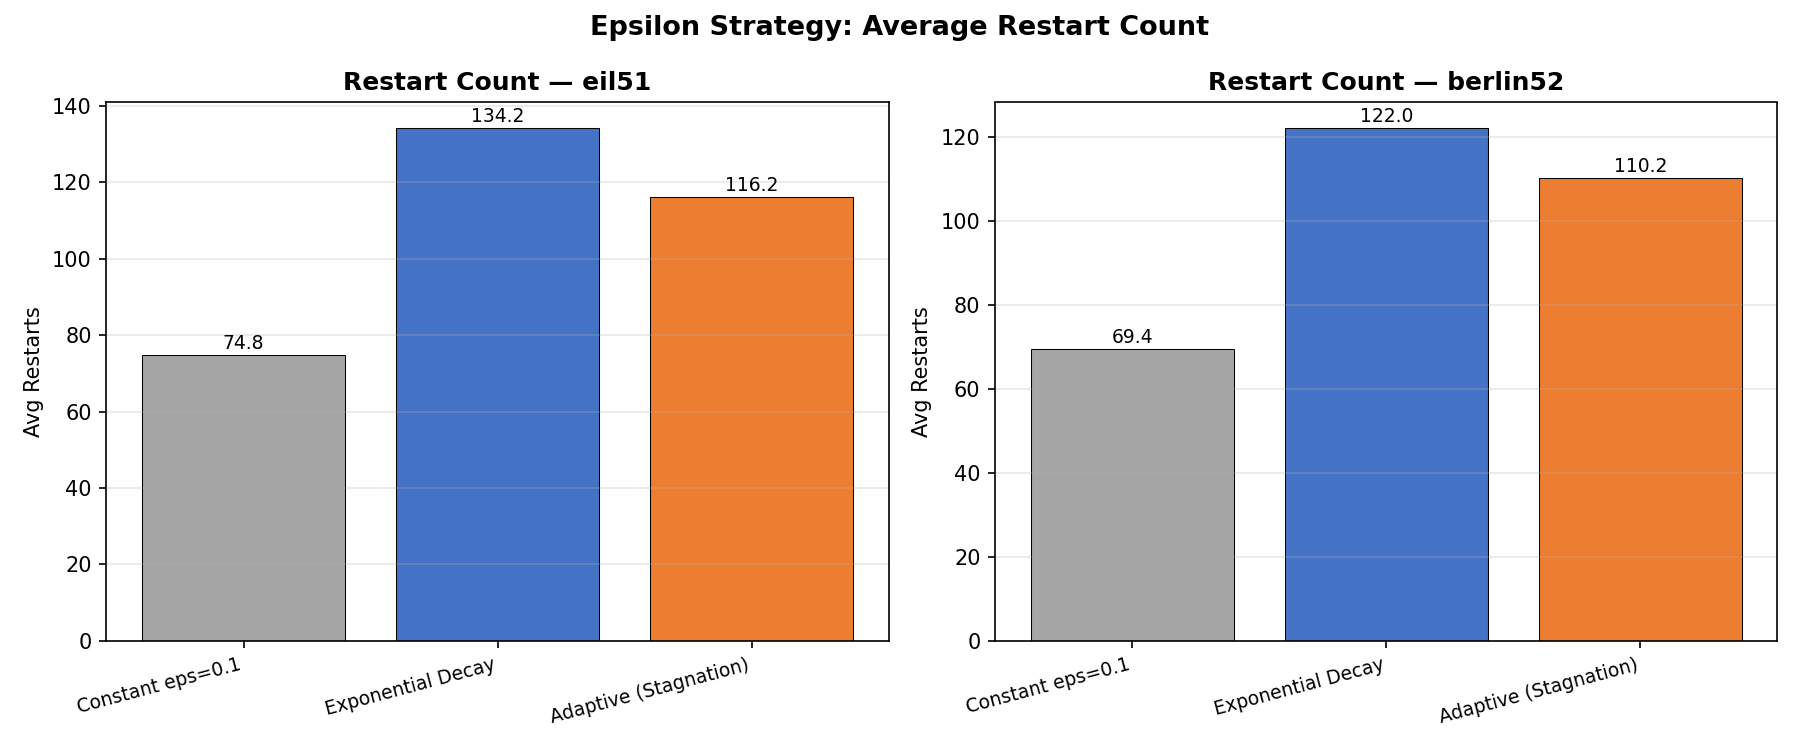 Epsilon Strategy: Average Restart Count
Restart Count — eil51
Avg Restarts
140
120
100
80
60
40
20
0
134.2
116.2
74.8
Constant eps=0.1
Exponential Decay
Adaptive (Stagnation)
Restart Count — berlin52
Avg Restarts
120
100
80
60
40
20
0
122.0
110.2
69.4
Constant eps=0.1
Exponential Decay
Adaptive (Stagnation)